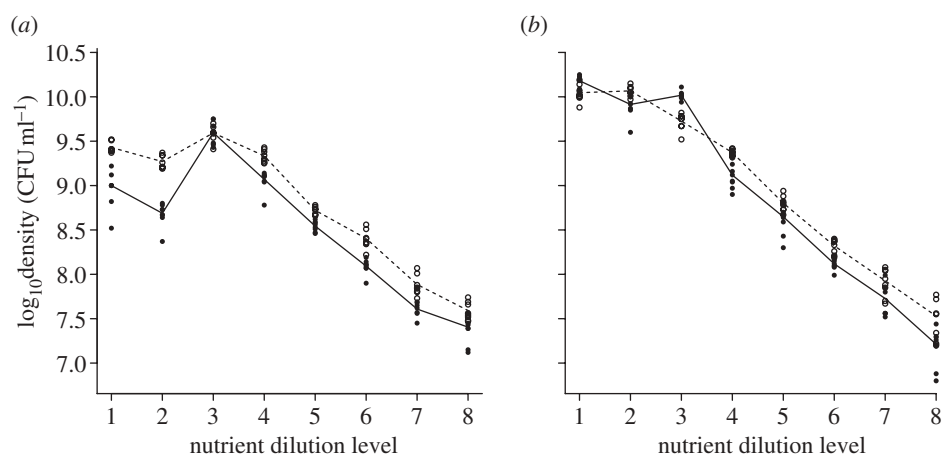 (a)
(b)
10.5
10.0
9.5
9.0
8.5
8.0
7.5
7.0
log₁₀density (CFU ml⁻¹)
1 2 3 4 5 6 7 8
1 2 3 4 5 6 7 8
nutrient dilution level
nutrient dilution level